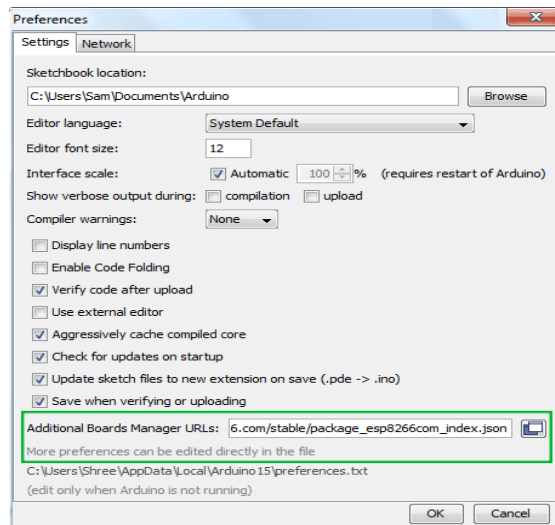 Preferences
Settings Network
Sketchbook location:
C:\Users\Sam\Documents\Arduino Browse
Editor language: System Default
Editor font size: 12
Interface scale: Automatic 100 % (requires restart of Arduino)
Show verbose output during: compilation upload
Compiler warnings: None
Display line numbers
Enable Code Folding
Verify code after upload
Use external editor
Aggressively cache compiled core
Check for updates on startup
Update sketch files to new extension on save (.pde -> .ino)
Save when verifying or uploading
Additional Boards Manager URLs: 6.com/stable/package_esp8266com_index.json
More preferences can be edited directly in the file
C:\Users\Shree\AppData\Local\Arduino15\preferences.txt
(edit only when Arduino is not running)
OK Cancel